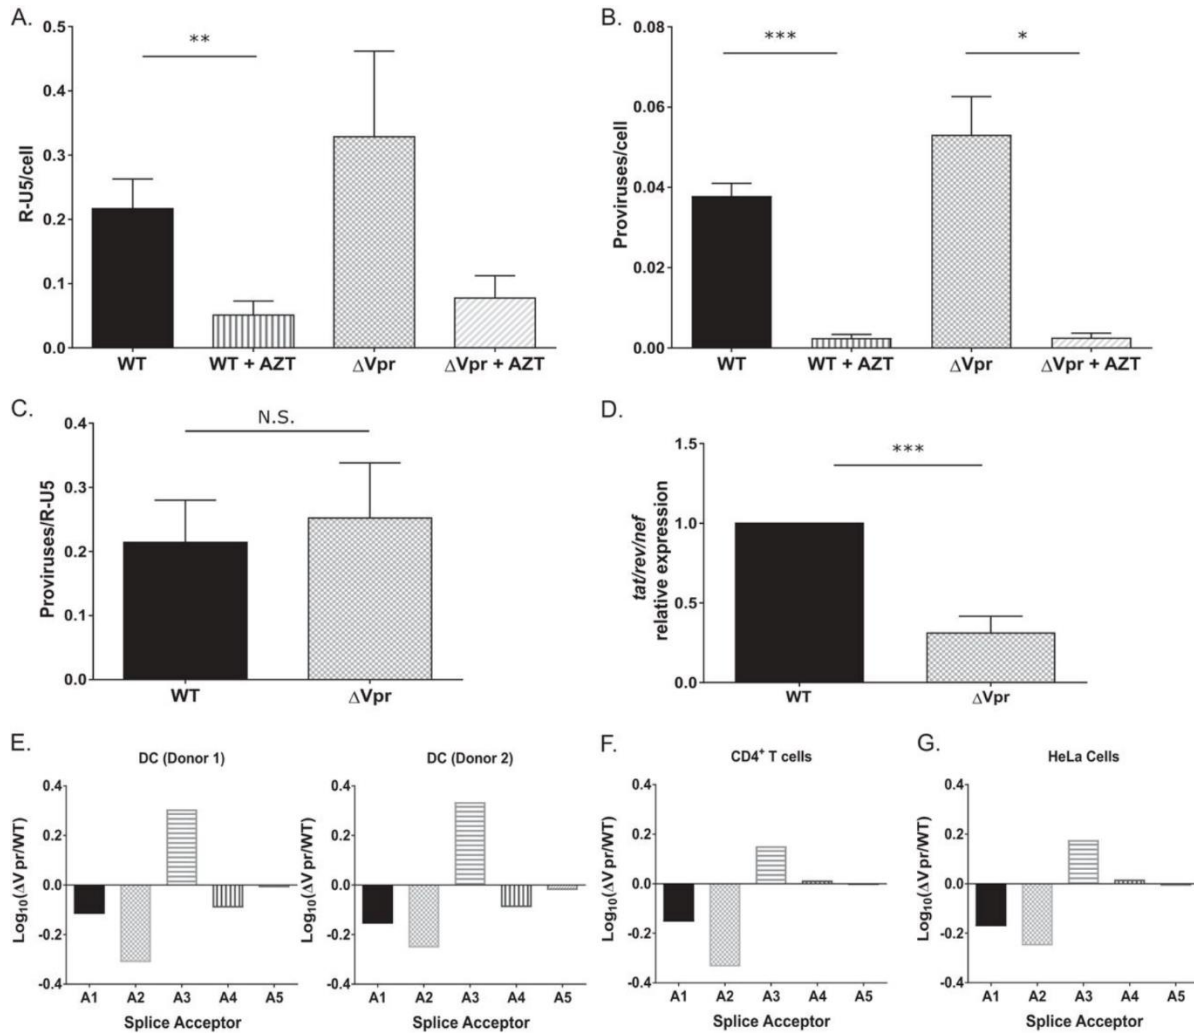 A.
0.5
0.4
0.3
0.2
0.1
0.0
R-U5/cell
**
WT
WT + AZT
ΔVpr
ΔVpr + AZT
B.
0.08
0.06
0.04
0.02
0.00
Proviruses/cell
***
*
WT
WT + AZT
ΔVpr
ΔVpr + AZT
C.
0.4
0.3
0.2
0.1
0.0
Proviruses/R-U5
N.S.
WT
ΔVpr
D.
1.5
1.0
0.5
0.0
tat/rev/nef
relative expression
***
WT
ΔVpr
E.
DC (Donor 1)
0.4
0.2
0.0
-0.2
-0.4
Log10(ΔV pr/WT)
A1 A2 A3 A4 A5
Splice Acceptor
DC (Donor 2)
0.4
0.2
0.0
-0.2
-0.4
Log10(ΔV pr/WT)
A1 A2 A3 A4 A5
Splice Acceptor
F.
CD4+ T cells
0.4
0.2
0.0
-0.2
-0.4
Log10(ΔV pr/WT)
A1 A2 A3 A4 A5
Splice Acceptor
G.
HeLa Cells
0.4
0.2
0.0
-0.2
-0.4
Log10(ΔV pr/WT)
A1 A2 A3 A4 A5
Splice Acceptor